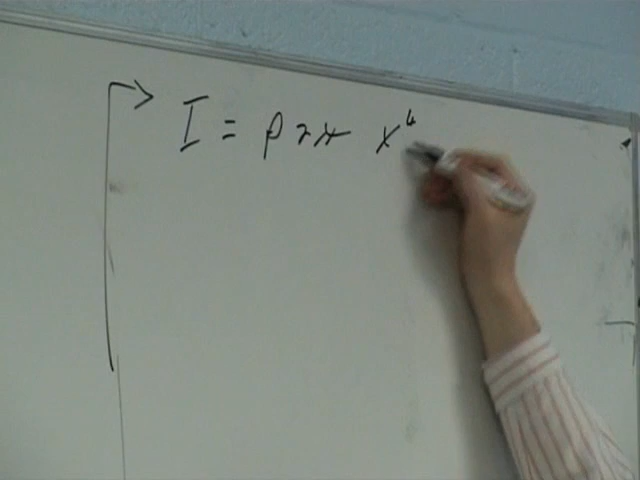 I = ρ 2π x⁴